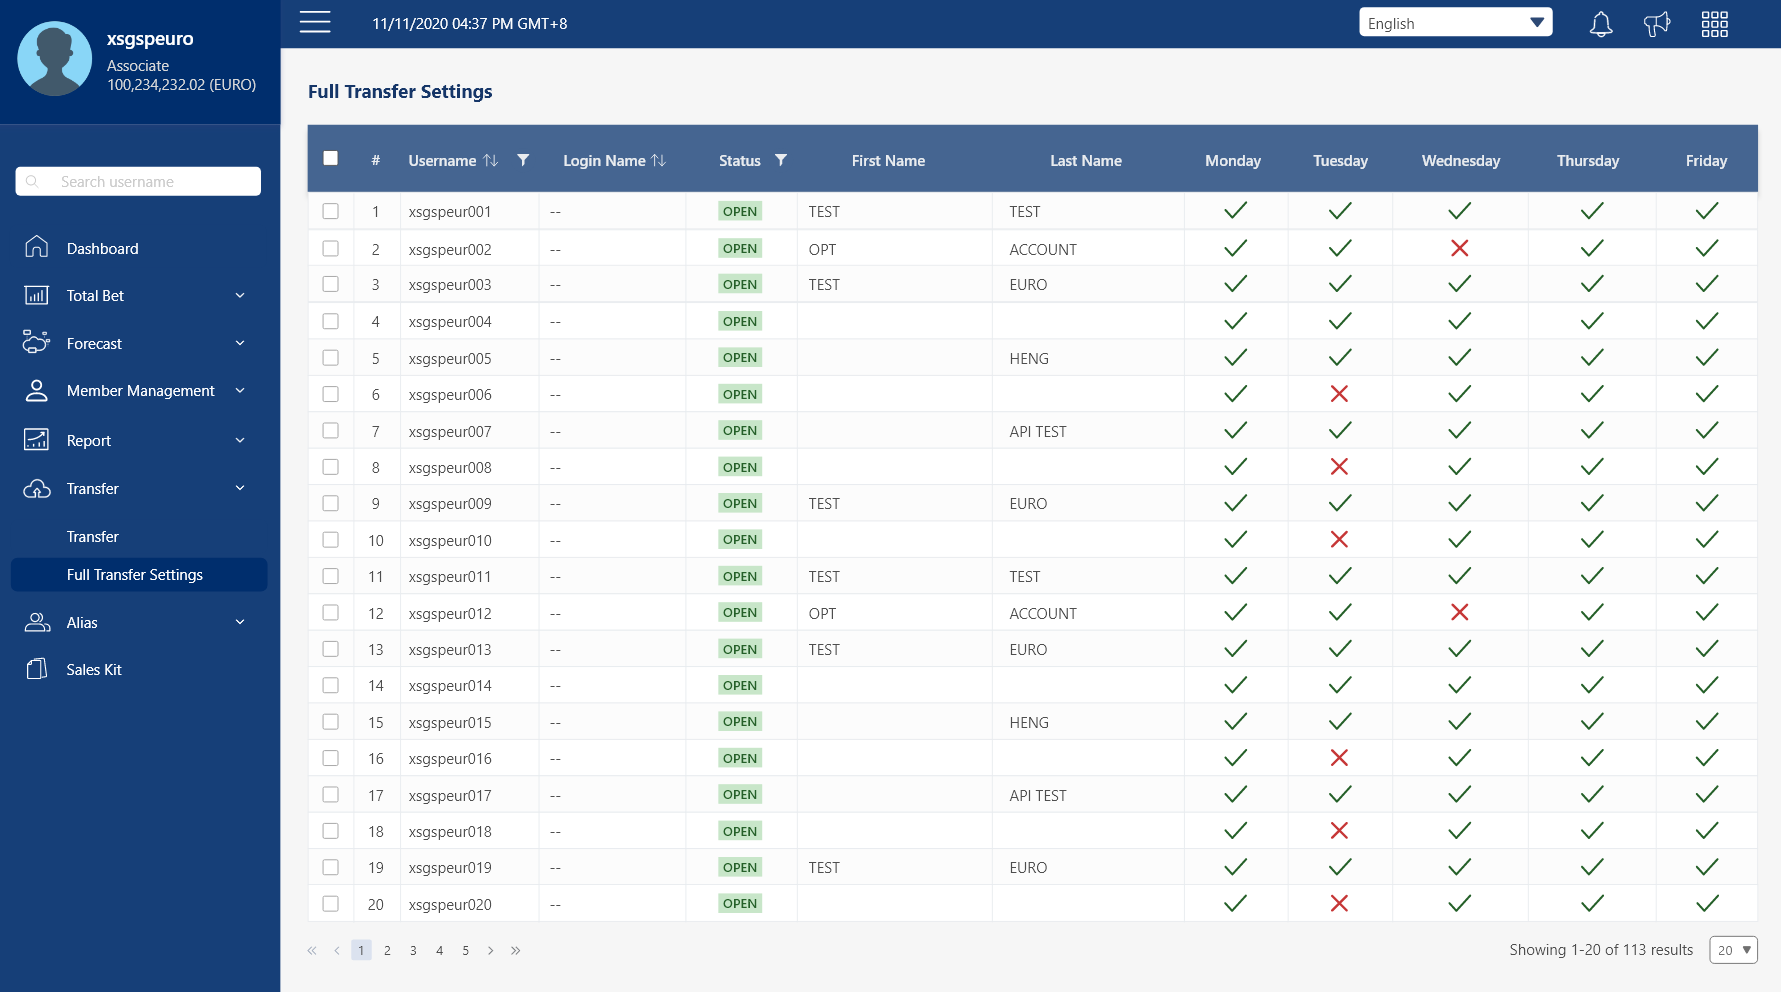 xsgspeuro
Associate
100,234,232.02 (EURO)
11/11/2020 04:37 PM GMT+8
English
Search username
Dashboard
Total Bet
Forecast
Member Management
Report
Transfer
Transfer
Full Transfer Settings
Alias
Sales Kit
Full Transfer Settings
# Username Login Name Status First Name Last Name Monday Tuesday Wednesday Thursday Friday
1 xsgspeur001 -- OPEN TEST TEST
2 xsgspeur002 -- OPEN OPT ACCOUNT
3 xsgspeur003 -- OPEN TEST EURO
4 xsgspeur004 -- OPEN
5 xsgspeur005 -- OPEN HENG
6 xsgspeur006 -- OPEN
7 xsgspeur007 -- OPEN API TEST
8 xsgspeur008 -- OPEN
9 xsgspeur009 -- OPEN TEST EURO
10 xsgspeur010 -- OPEN
11 xsgspeur011 -- OPEN TEST TEST
12 xsgspeur012 -- OPEN OPT ACCOUNT
13 xsgspeur013 -- OPEN TEST EURO
14 xsgspeur014 -- OPEN
15 xsgspeur015 -- OPEN HENG
16 xsgspeur016 -- OPEN
17 xsgspeur017 -- OPEN API TEST
18 xsgspeur018 -- OPEN
19 xsgspeur019 -- OPEN TEST EURO
20 xsgspeur020 -- OPEN
« ‹ 1 2 3 4 5 › »
Showing 1-20 of 113 results 20